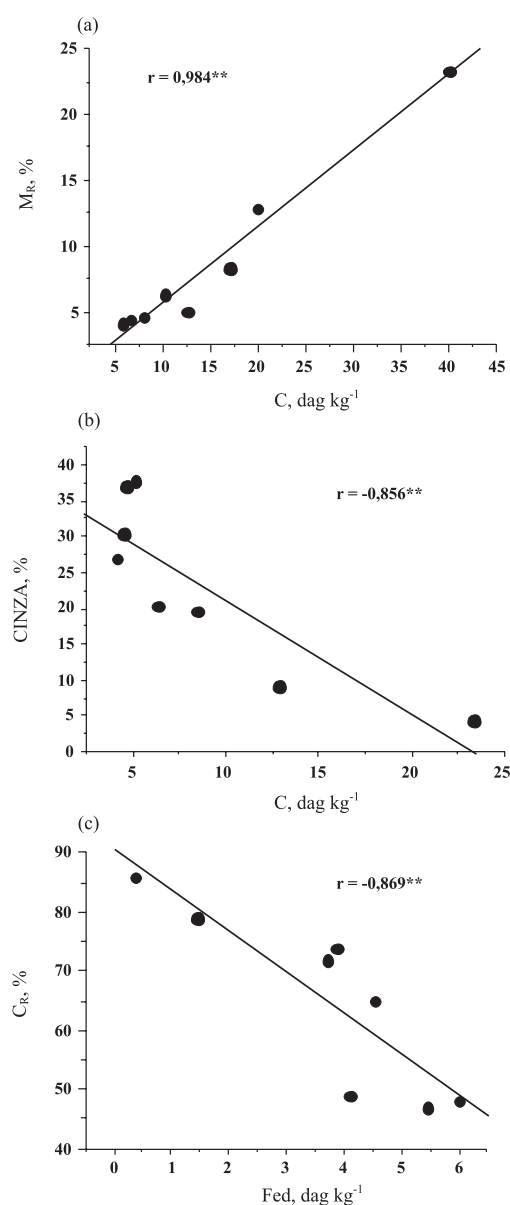 (a)
r = 0,984**
M_R, %
25
20
15
10
5
5 10 15 20 25 30 35 40 45
C, dag kg⁻¹
(b)
r = -0,856**
CINZA, %
40
35
30
25
20
15
10
5
0
5 10 15 20 25
C, dag kg⁻¹
(c)
r = -0,869**
C_R, %
90
80
70
60
50
40
0 1 2 3 4 5 6
Fed, dag kg⁻¹